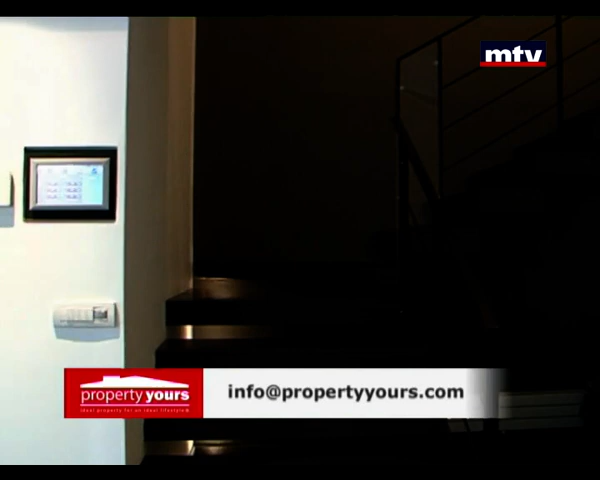 mtv
property yours
ideal property for an ideal lifestyle
info@propertyyours.com